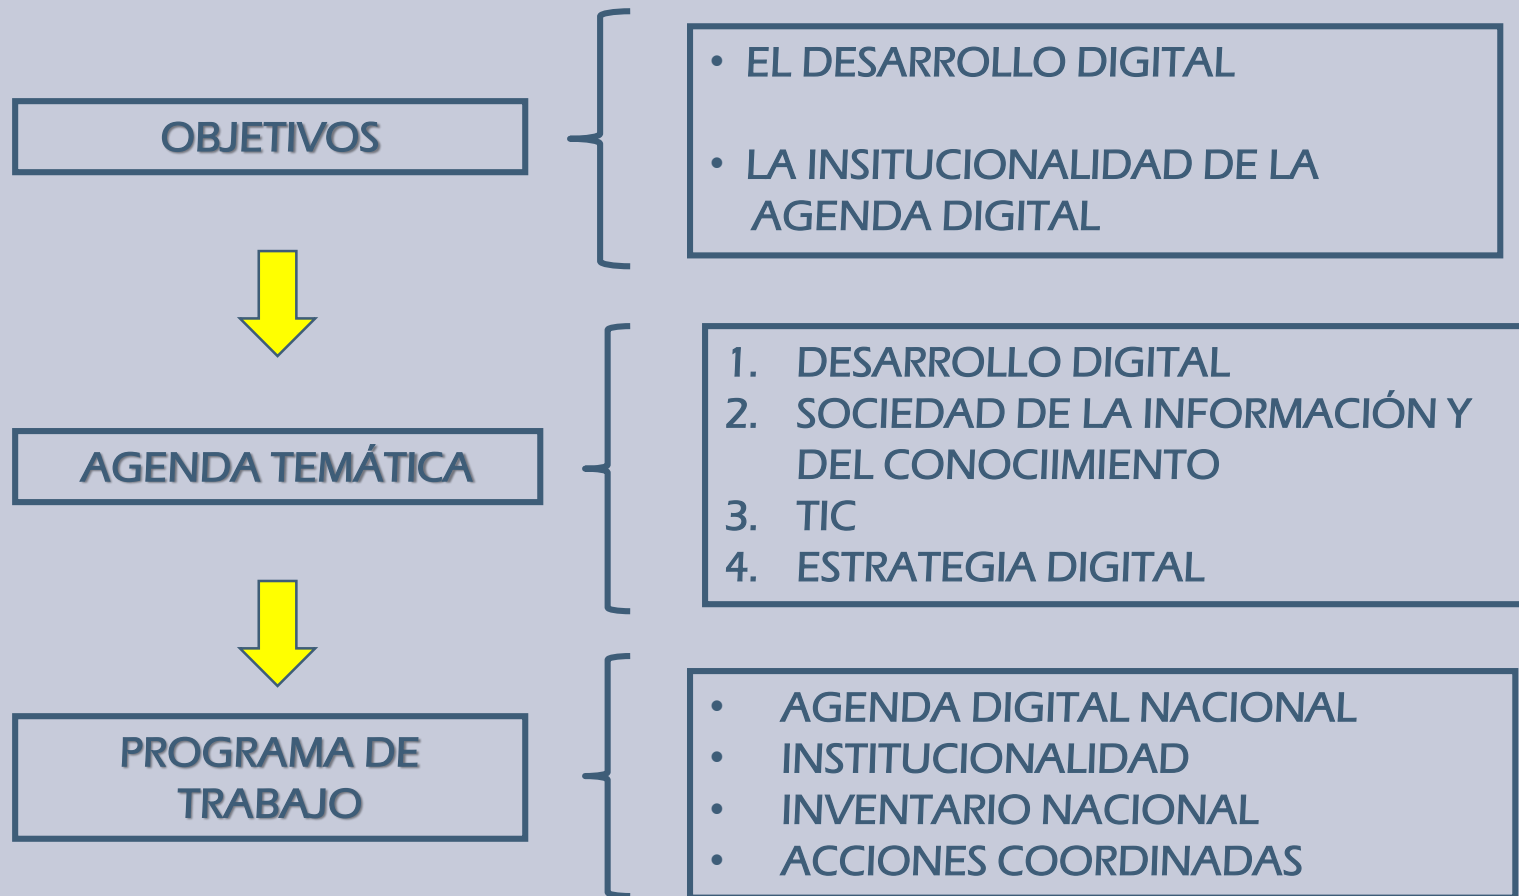 OBJETIVOS
• EL DESARROLLO DIGITAL
• LA INSITUCIONALIDAD DE LA
AGENDA DIGITAL
AGENDA TEMÁTICA
1. DESARROLLO DIGITAL
2. SOCIEDAD DE LA INFORMACIÓN Y
DEL CONOCIIMIENTO
3. TIC
4. ESTRATEGIA DIGITAL
PROGRAMA DE
TRABAJO
• AGENDA DIGITAL NACIONAL
• INSTITUCIONALIDAD
• INVENTARIO NACIONAL
• ACCIONES COORDINADAS